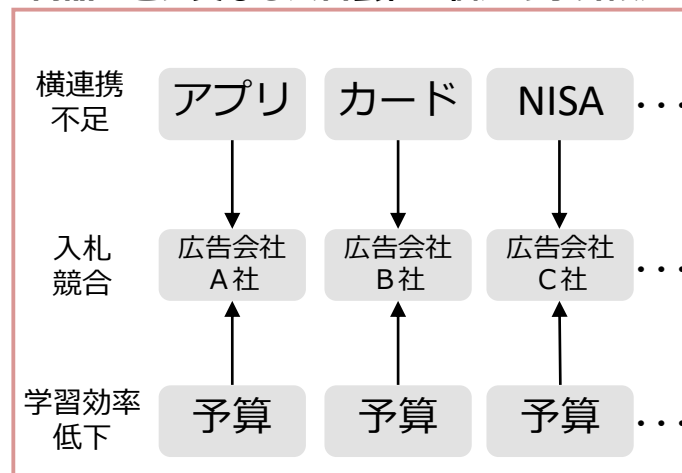 横連携
不足
アプリ
カード
NISA
・・・
入札
競合
広告会社
A社
広告会社
B社
広告会社
C社
・・・
学習効率
低下
予算
予算
予算
・・・